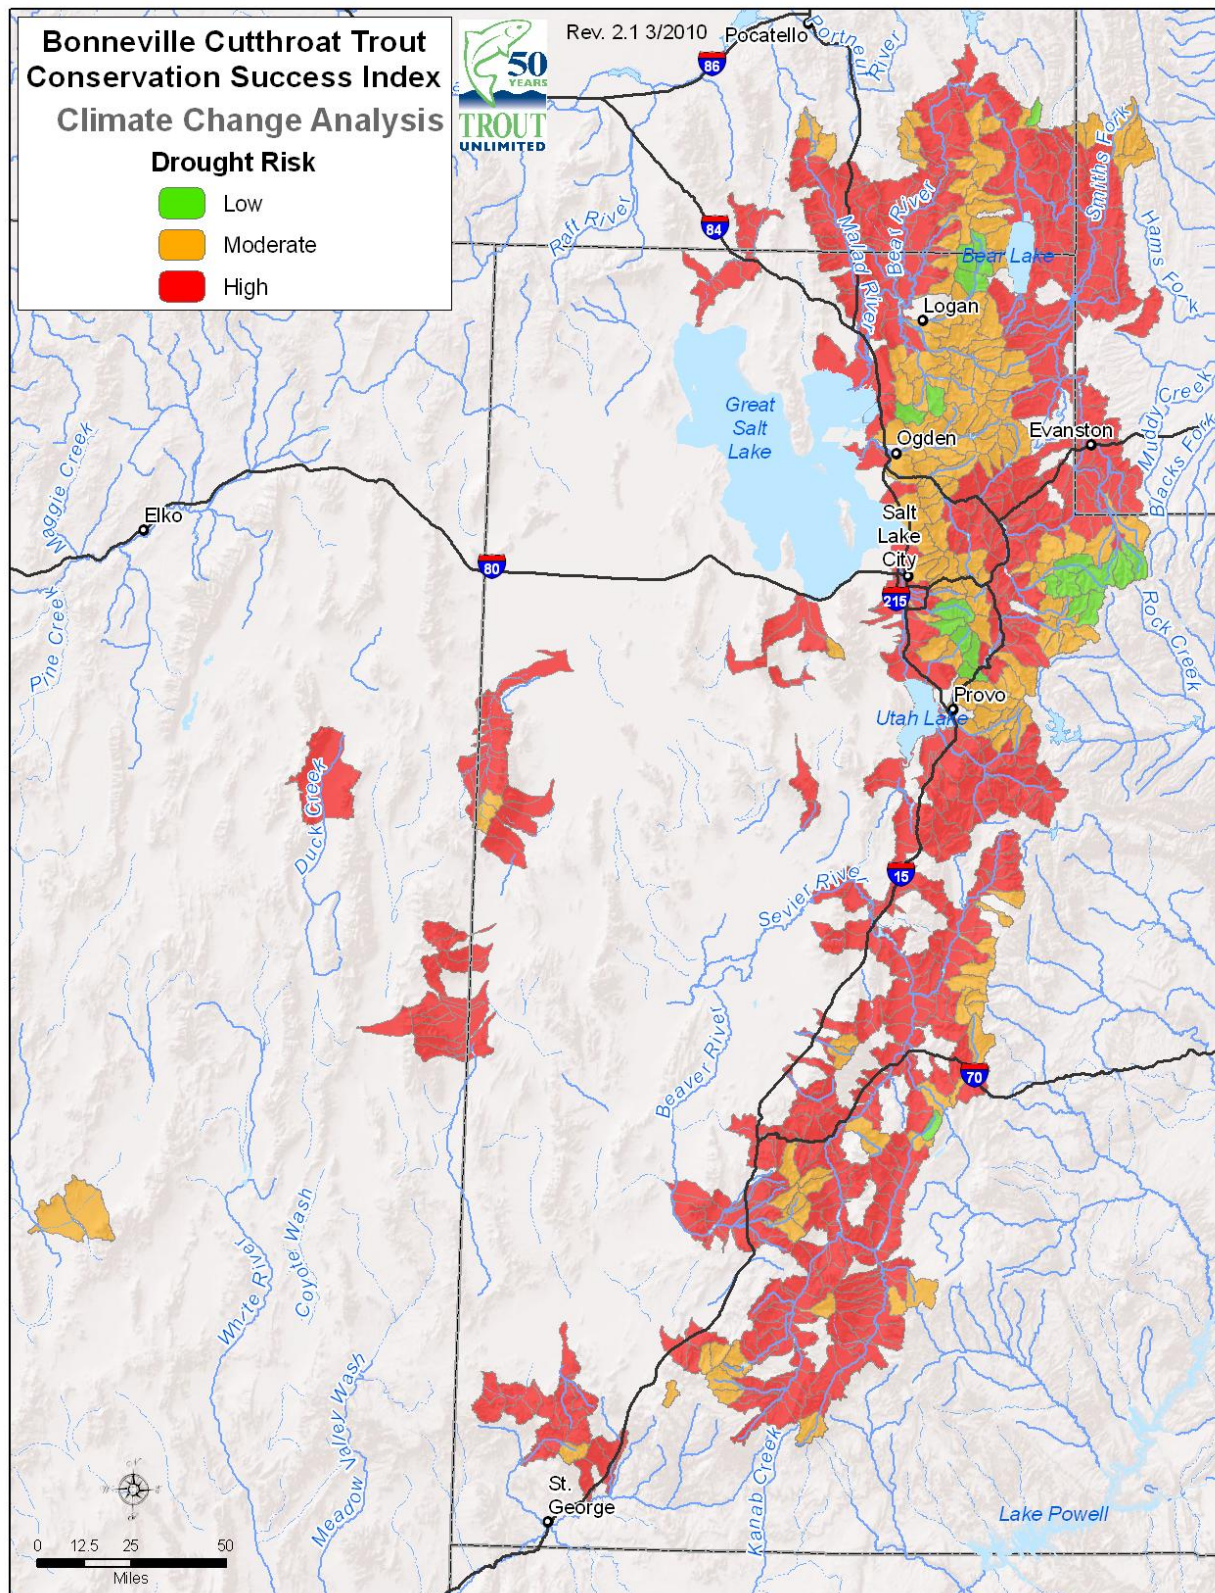 Bonneville Cutthroat Trout
Conservation Success Index
Climate Change Analysis
Drought Risk
Low
Moderate
High
50
YEARS
TROUT
UNLIMITED
Rev. 2.1 3/2010
Pocatello
Portneuf
River
86
Smiths Fork
Raft River
84
Malad River
Bear River
Bear Lake
Hams Fork
Logan
Great
Salt
Lake
Ogden
Evanston
Muddy Creek
Blacks Fork
Maggie Creek
Elko
Salt
Lake
City
80
215
Pine Creek
Rock Creek
Provo
Utah Lake
Duck Creek
15
Sevier River
Beaver River
70
White River
Coyote Wash
Meadow Valley Wash
St.
George
Kanab Creek
Lake Powell
0 12.5 25 50
Miles